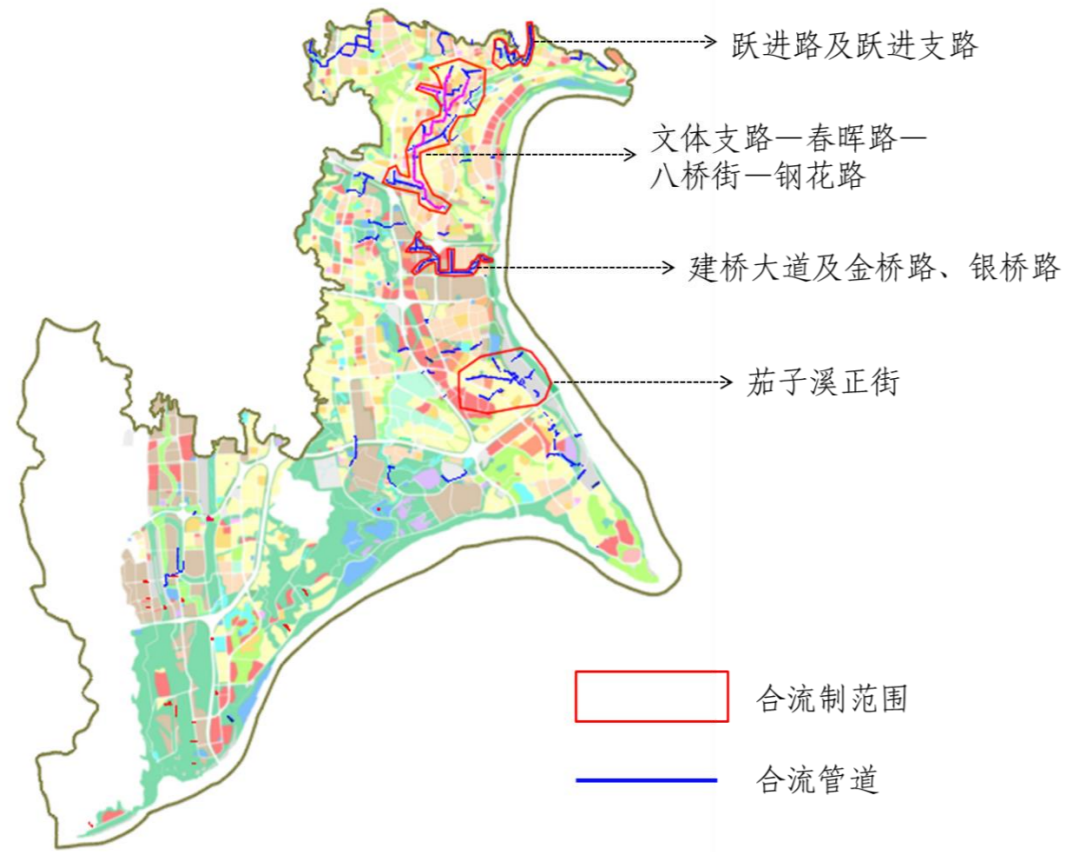 跃进路及跃进支路
文体支路—春晖路—
八桥街—钢花路
建桥大道及金桥路、银桥路
茄子溪正街
合流制范围
合流管道